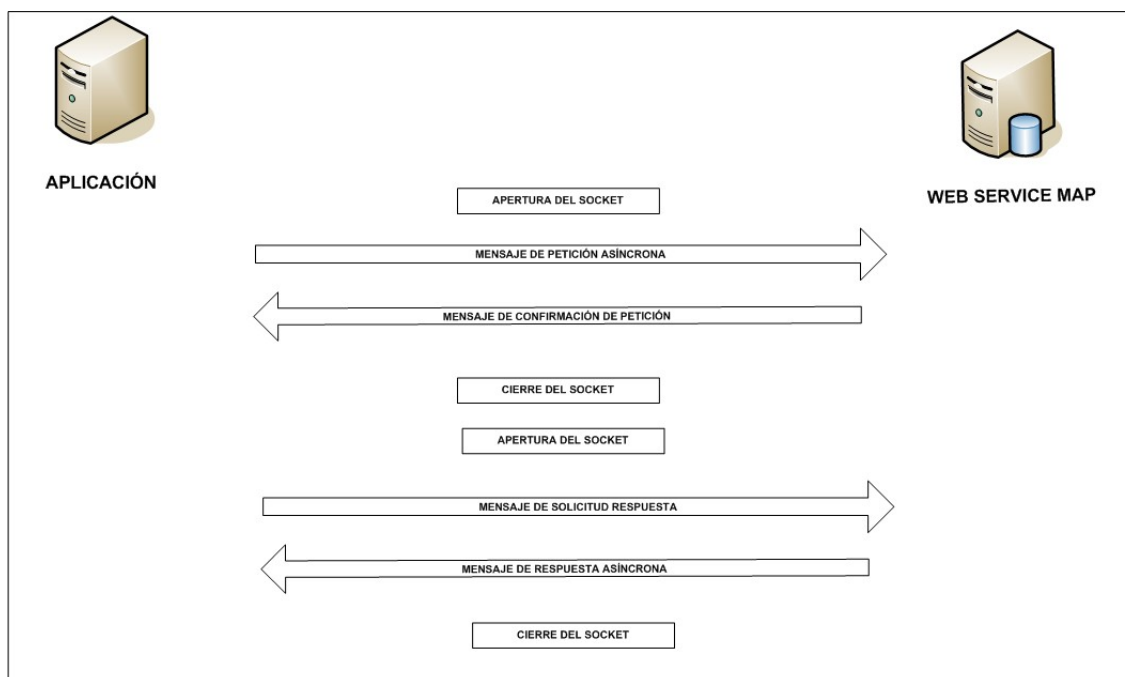 APLICACIÓN
WEB SERVICE MAP
APERTURA DEL SOCKET
MENSAJE DE PETICIÓN ASÍNCRONA
MENSAJE DE CONFIRMACIÓN DE PETICIÓN
CIERRE DEL SOCKET
APERTURA DEL SOCKET
MENSAJE DE SOLICITUD RESPUESTA
MENSAJE DE RESPUESTA ASÍNCRONA
CIERRE DEL SOCKET